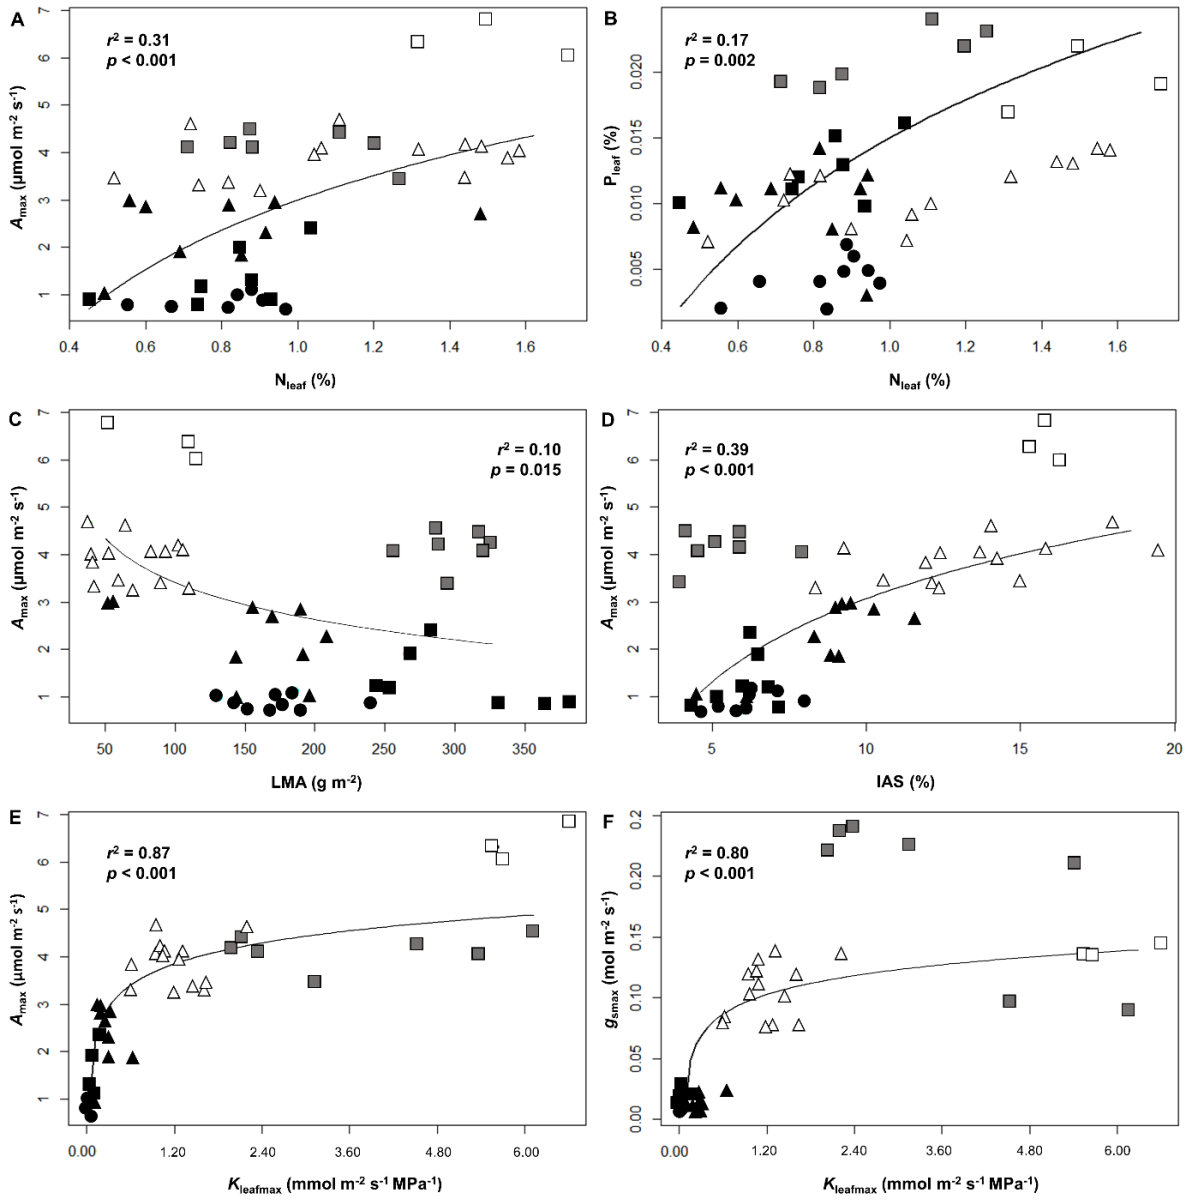 A
r² = 0.31
p < 0.001
Amax (µmol m-2 s-1)
7
6
5
4
3
2
1
0.4 0.6 0.8 1.0 1.2 1.4 1.6
Nleaf (%)
B
r² = 0.17
p = 0.002
Pleaf (%)
0.020
0.015
0.010
0.005
0.4 0.6 0.8 1.0 1.2 1.4 1.6
Nleaf (%)
C
r² = 0.10
p = 0.015
Amax (µmol m-2 s-1)
7
6
5
4
3
2
1
50 100 150 200 250 300 350
LMA (g m-2)
D
r² = 0.39
p < 0.001
Amax (µmol m-2 s-1)
7
6
5
4
3
2
1
5 10 15 20
IAS (%)
E
r² = 0.87
p < 0.001
Amax (µmol m-2 s-1)
7
6
5
4
3
2
1
0.00 1.20 2.40 3.60 4.80 6.00
Kleafmax (mmol m-2 s-1 MPa-1)
F
r² = 0.80
p < 0.001
gsmax (mol m-2 s-1)
0.2
0.20
0.15
0.10
0.05
0.00
0.00 1.20 2.40 3.60 4.80 6.00
Kleafmax (mmol m-2 s-1 MPa-1)